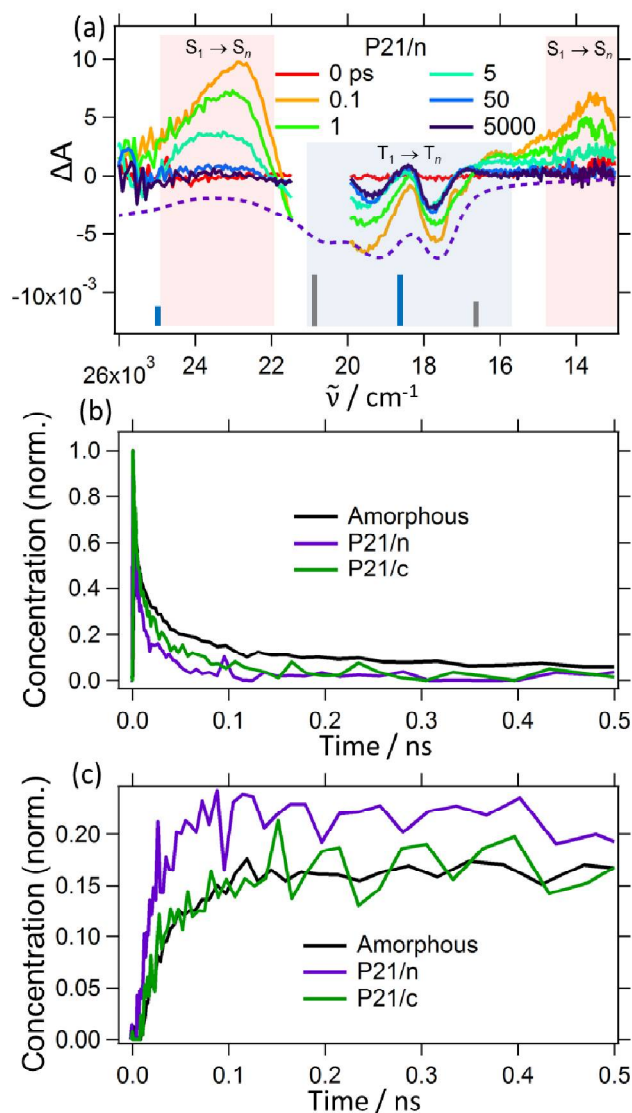 (a)
S₁ → Sₙ
P21/n
S₁ → Sₙ
0 ps
5
0.1
50
1
5000
T₁ → Tₙ
10
5
0
-5
-10x10⁻³
ΔA
26x10³
24
22
20
18
16
14
ṽ / cm⁻¹
(b)
Concentration (norm.)
1.0
0.8
0.6
0.4
0.2
0.0
Amorphous
P21/n
P21/c
0.0
0.1
0.2
0.3
0.4
0.5
Time / ns
(c)
Concentration (norm.)
0.20
0.15
0.10
0.05
0.00
Amorphous
P21/n
P21/c
0.0
0.1
0.2
0.3
0.4
0.5
Time / ns